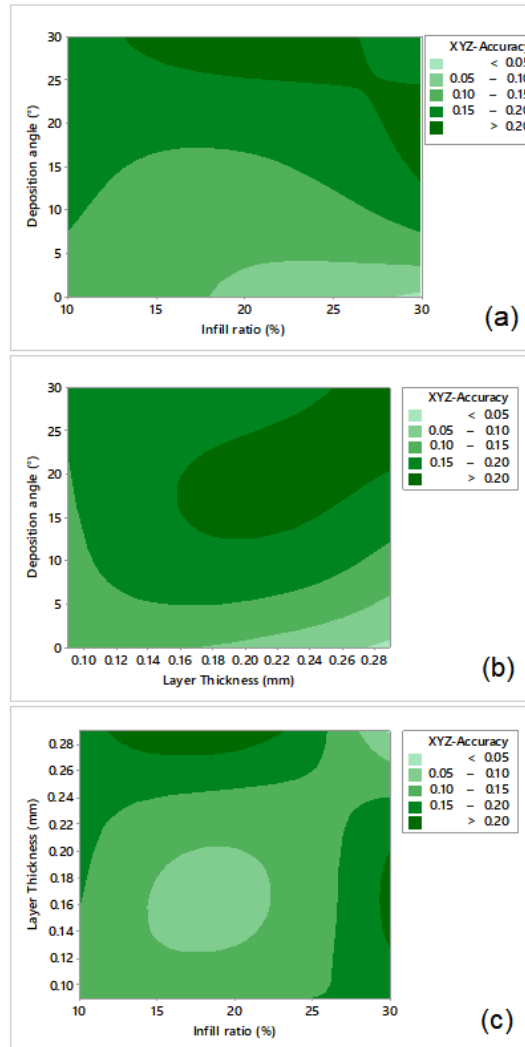 XYZ-Accuracy
< 0.05
0.05 – 0.10
0.10 – 0.15
0.15 – 0.20
> 0.20
30
25
20
15
10
5
0
Deposition angle (°)
10 15 20 25 30
Infill ratio (%)
(a)
XYZ-Accuracy
< 0.05
0.05 – 0.10
0.10 – 0.15
0.15 – 0.20
> 0.20
30
25
20
15
10
5
0
Deposition angle (°)
0.10 0.12 0.14 0.16 0.18 0.20 0.22 0.24 0.26 0.28
Layer Thickness (mm)
(b)
XYZ-Accuracy
< 0.05
0.05 – 0.10
0.10 – 0.15
0.15 – 0.20
> 0.20
0.28
0.26
0.24
0.22
0.20
0.18
0.16
0.14
0.12
0.10
Layer Thickness (mm)
10 15 20 25 30
Infill ratio (%)
(c)